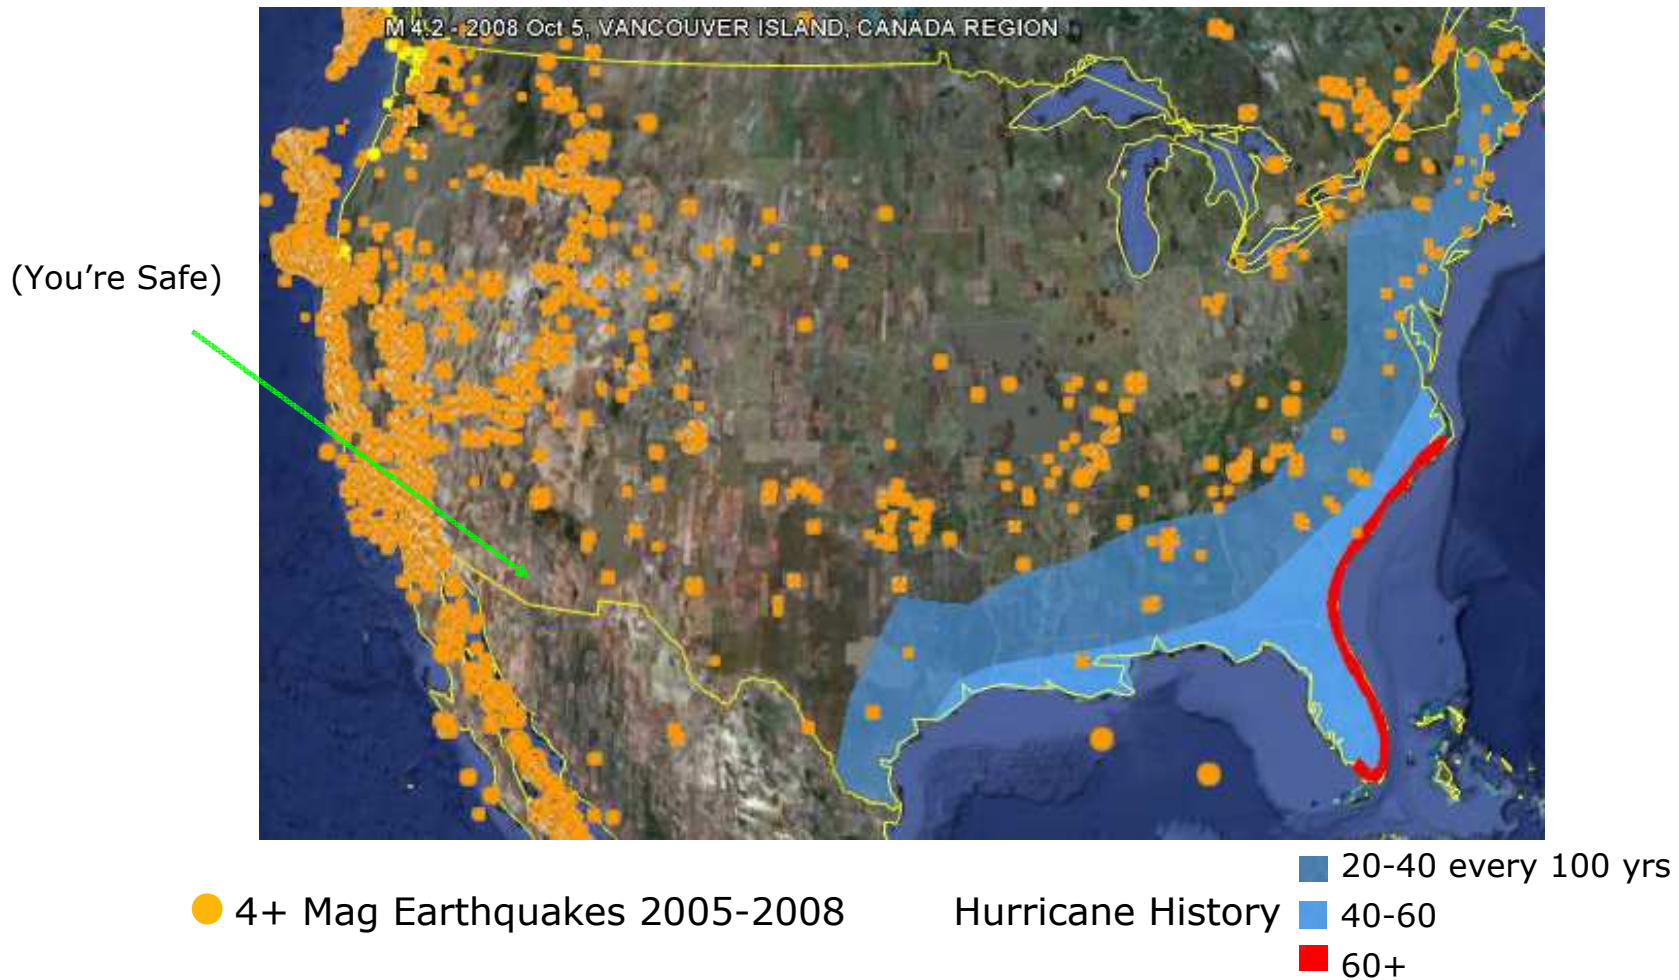 M 4.2 - 2008 Oct 5, VANCOUVER ISLAND, CANADA REGION
(You’re Safe)
4+ Mag Earthquakes 2005-2008
Hurricane History
20-40 every 100 yrs
40-60
60+